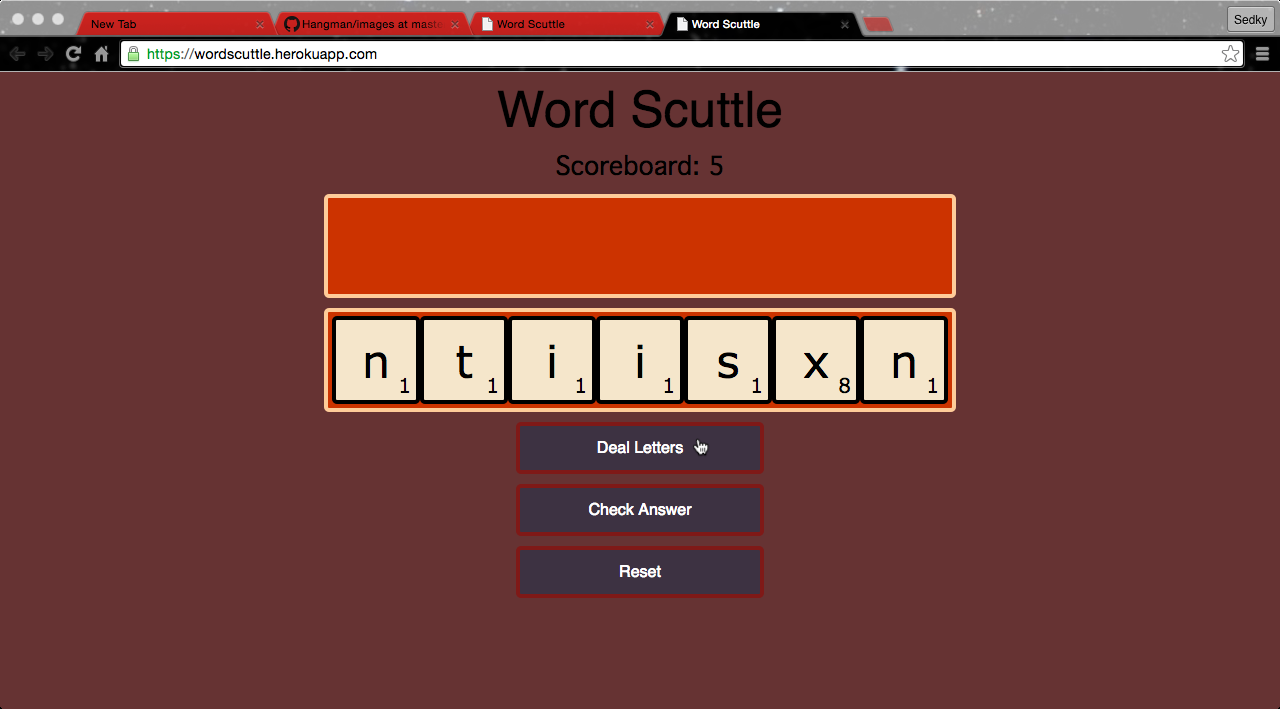 New Tab
Hangman/images at maste
Word Scuttle
Word Scuttle
Sedky
https://wordscuttle.herokuapp.com
Word Scuttle
Scoreboard: 5
n 1 t 1 i 1 i 1 s 1 x 8 n 1
Deal Letters
Check Answer
Reset